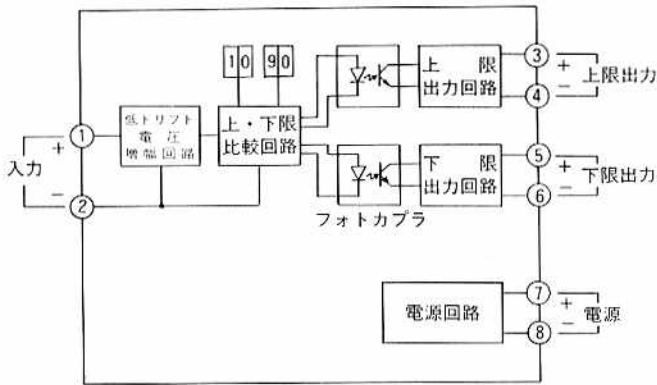 10 90
低ドリフト
電圧
増幅回路
上・下限
比較回路
上限
出力回路
下限
出力回路
フォトカプラ
電源回路
入力
+
−
①
②
③
④
+
−
上限出力
⑤
⑥
+
−
下限出力
⑦
⑧
+
−
電源